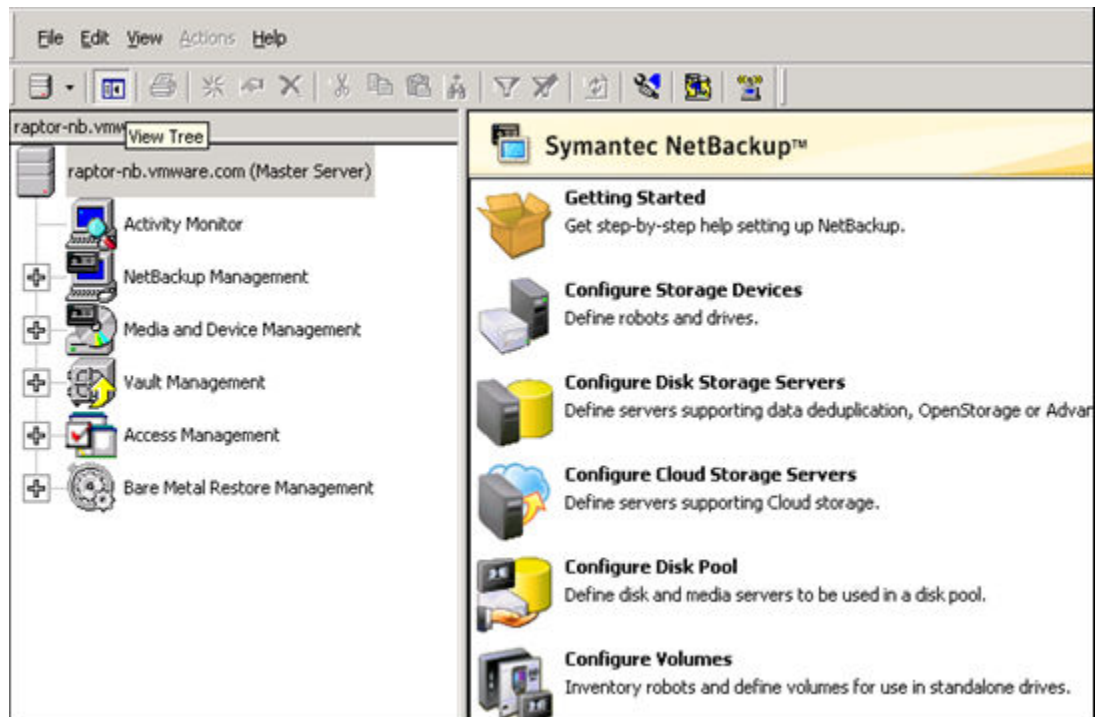 File Edit View Actions Help
raptor-nb.vmw
View Tree
raptor-nb.vmware.com (Master Server)
Activity Monitor
NetBackup Management
Media and Device Management
Vault Management
Access Management
Bare Metal Restore Management
Symantec NetBackup™
Getting Started
Get step-by-step help setting up NetBackup.
Configure Storage Devices
Define robots and drives.
Configure Disk Storage Servers
Define servers supporting data deduplication, OpenStorage or Advan
Configure Cloud Storage Servers
Define servers supporting Cloud storage.
Configure Disk Pool
Define disk and media servers to be used in a disk pool.
Configure Volumes
Inventory robots and define volumes for use in standalone drives.